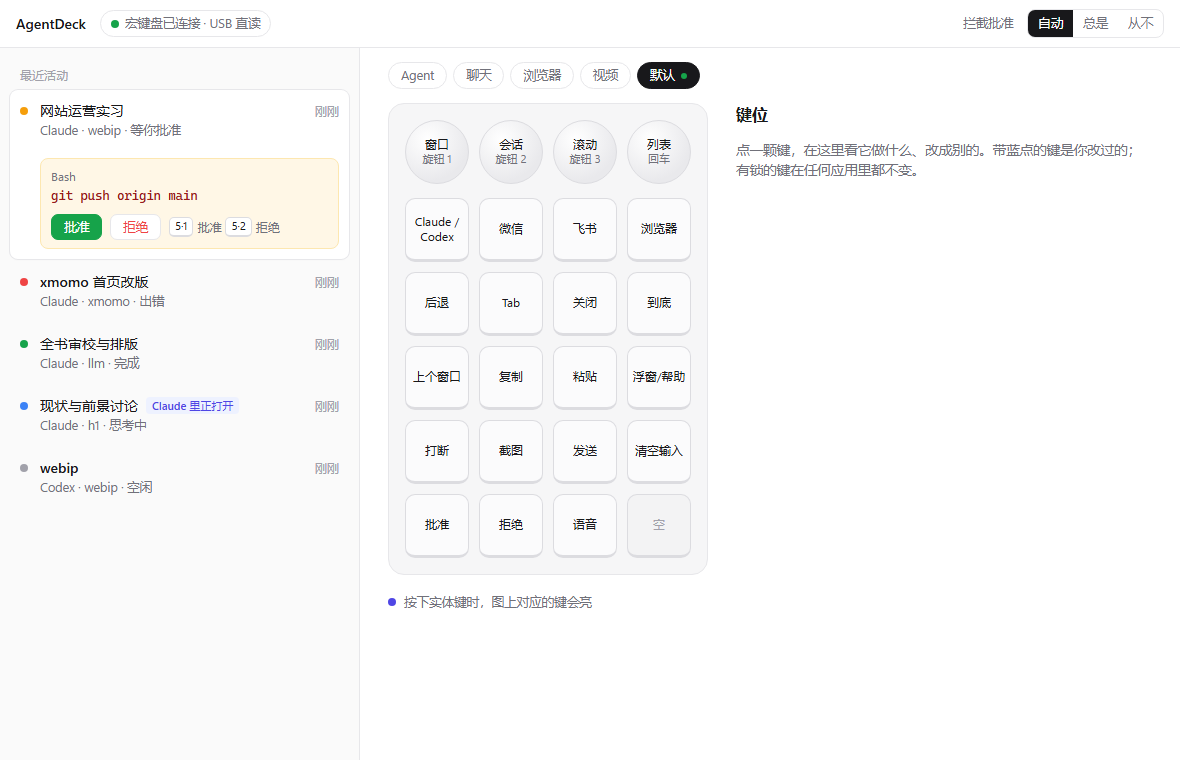 AgentDeck
宏键盘已连接 · USB 直读
拦截批准
自动 总是 从不
最近活动
网站运营实习 刚刚
Claude · webip · 等你批准
Bash
git push origin main
批准 拒绝 5·1 批准 5·2 拒绝
xmomo 首页改版 刚刚
Claude · xmomo · 出错
全书审校与排版 刚刚
Claude · llm · 完成
现状与前景讨论 Claude 里正打开 刚刚
Claude · h1 · 思考中
webip 刚刚
Codex · webip · 空闲
Agent 聊天 浏览器 视频 默认
窗口 会话 滚动 列表
旋钮 1 旋钮 2 旋钮 3 回车
Claude / Codex 微信 飞书 浏览器
后退 Tab 关闭 到底
上个窗口 复制 粘贴 浮窗/帮助
打断 截图 发送 清空输入
批准 拒绝 语音 空
按下实体键时，图上对应的键会亮
键位
点一颗键，在这里看它做什么、改成别的。带蓝点的键是你改过的；
有锁的键在任何应用里都不变。